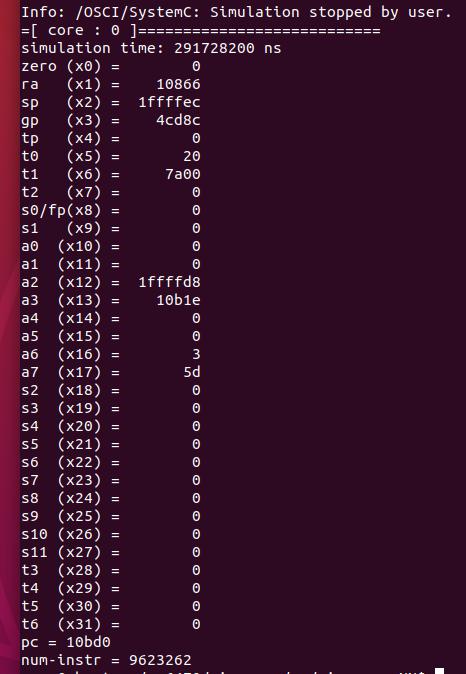 Info: /OSCI/SystemC: Simulation stopped by user.
=[ core : 0 ]===========================
simulation time: 291728200 ns
zero (x0) =        0
ra   (x1) =    10866
sp   (x2) =  1ffffec
gp   (x3) =    4cd8c
tp   (x4) =        0
t0   (x5) =       20
t1   (x6) =     7a00
t2   (x7) =        0
s0/fp(x8) =        0
s1   (x9) =        0
a0  (x10) =        0
a1  (x11) =        0
a2  (x12) =  1ffffd8
a3  (x13) =    10b1e
a4  (x14) =        0
a5  (x15) =        0
a6  (x16) =        3
a7  (x17) =       5d
s2  (x18) =        0
s3  (x19) =        0
s4  (x20) =        0
s5  (x21) =        0
s6  (x22) =        0
s7  (x23) =        0
s8  (x24) =        0
s9  (x25) =        0
s10 (x26) =        0
s11 (x27) =        0
t3  (x28) =        0
t4  (x29) =        0
t5  (x30) =        0
t6  (x31) =        0
pc = 10bd0
num-instr = 9623262